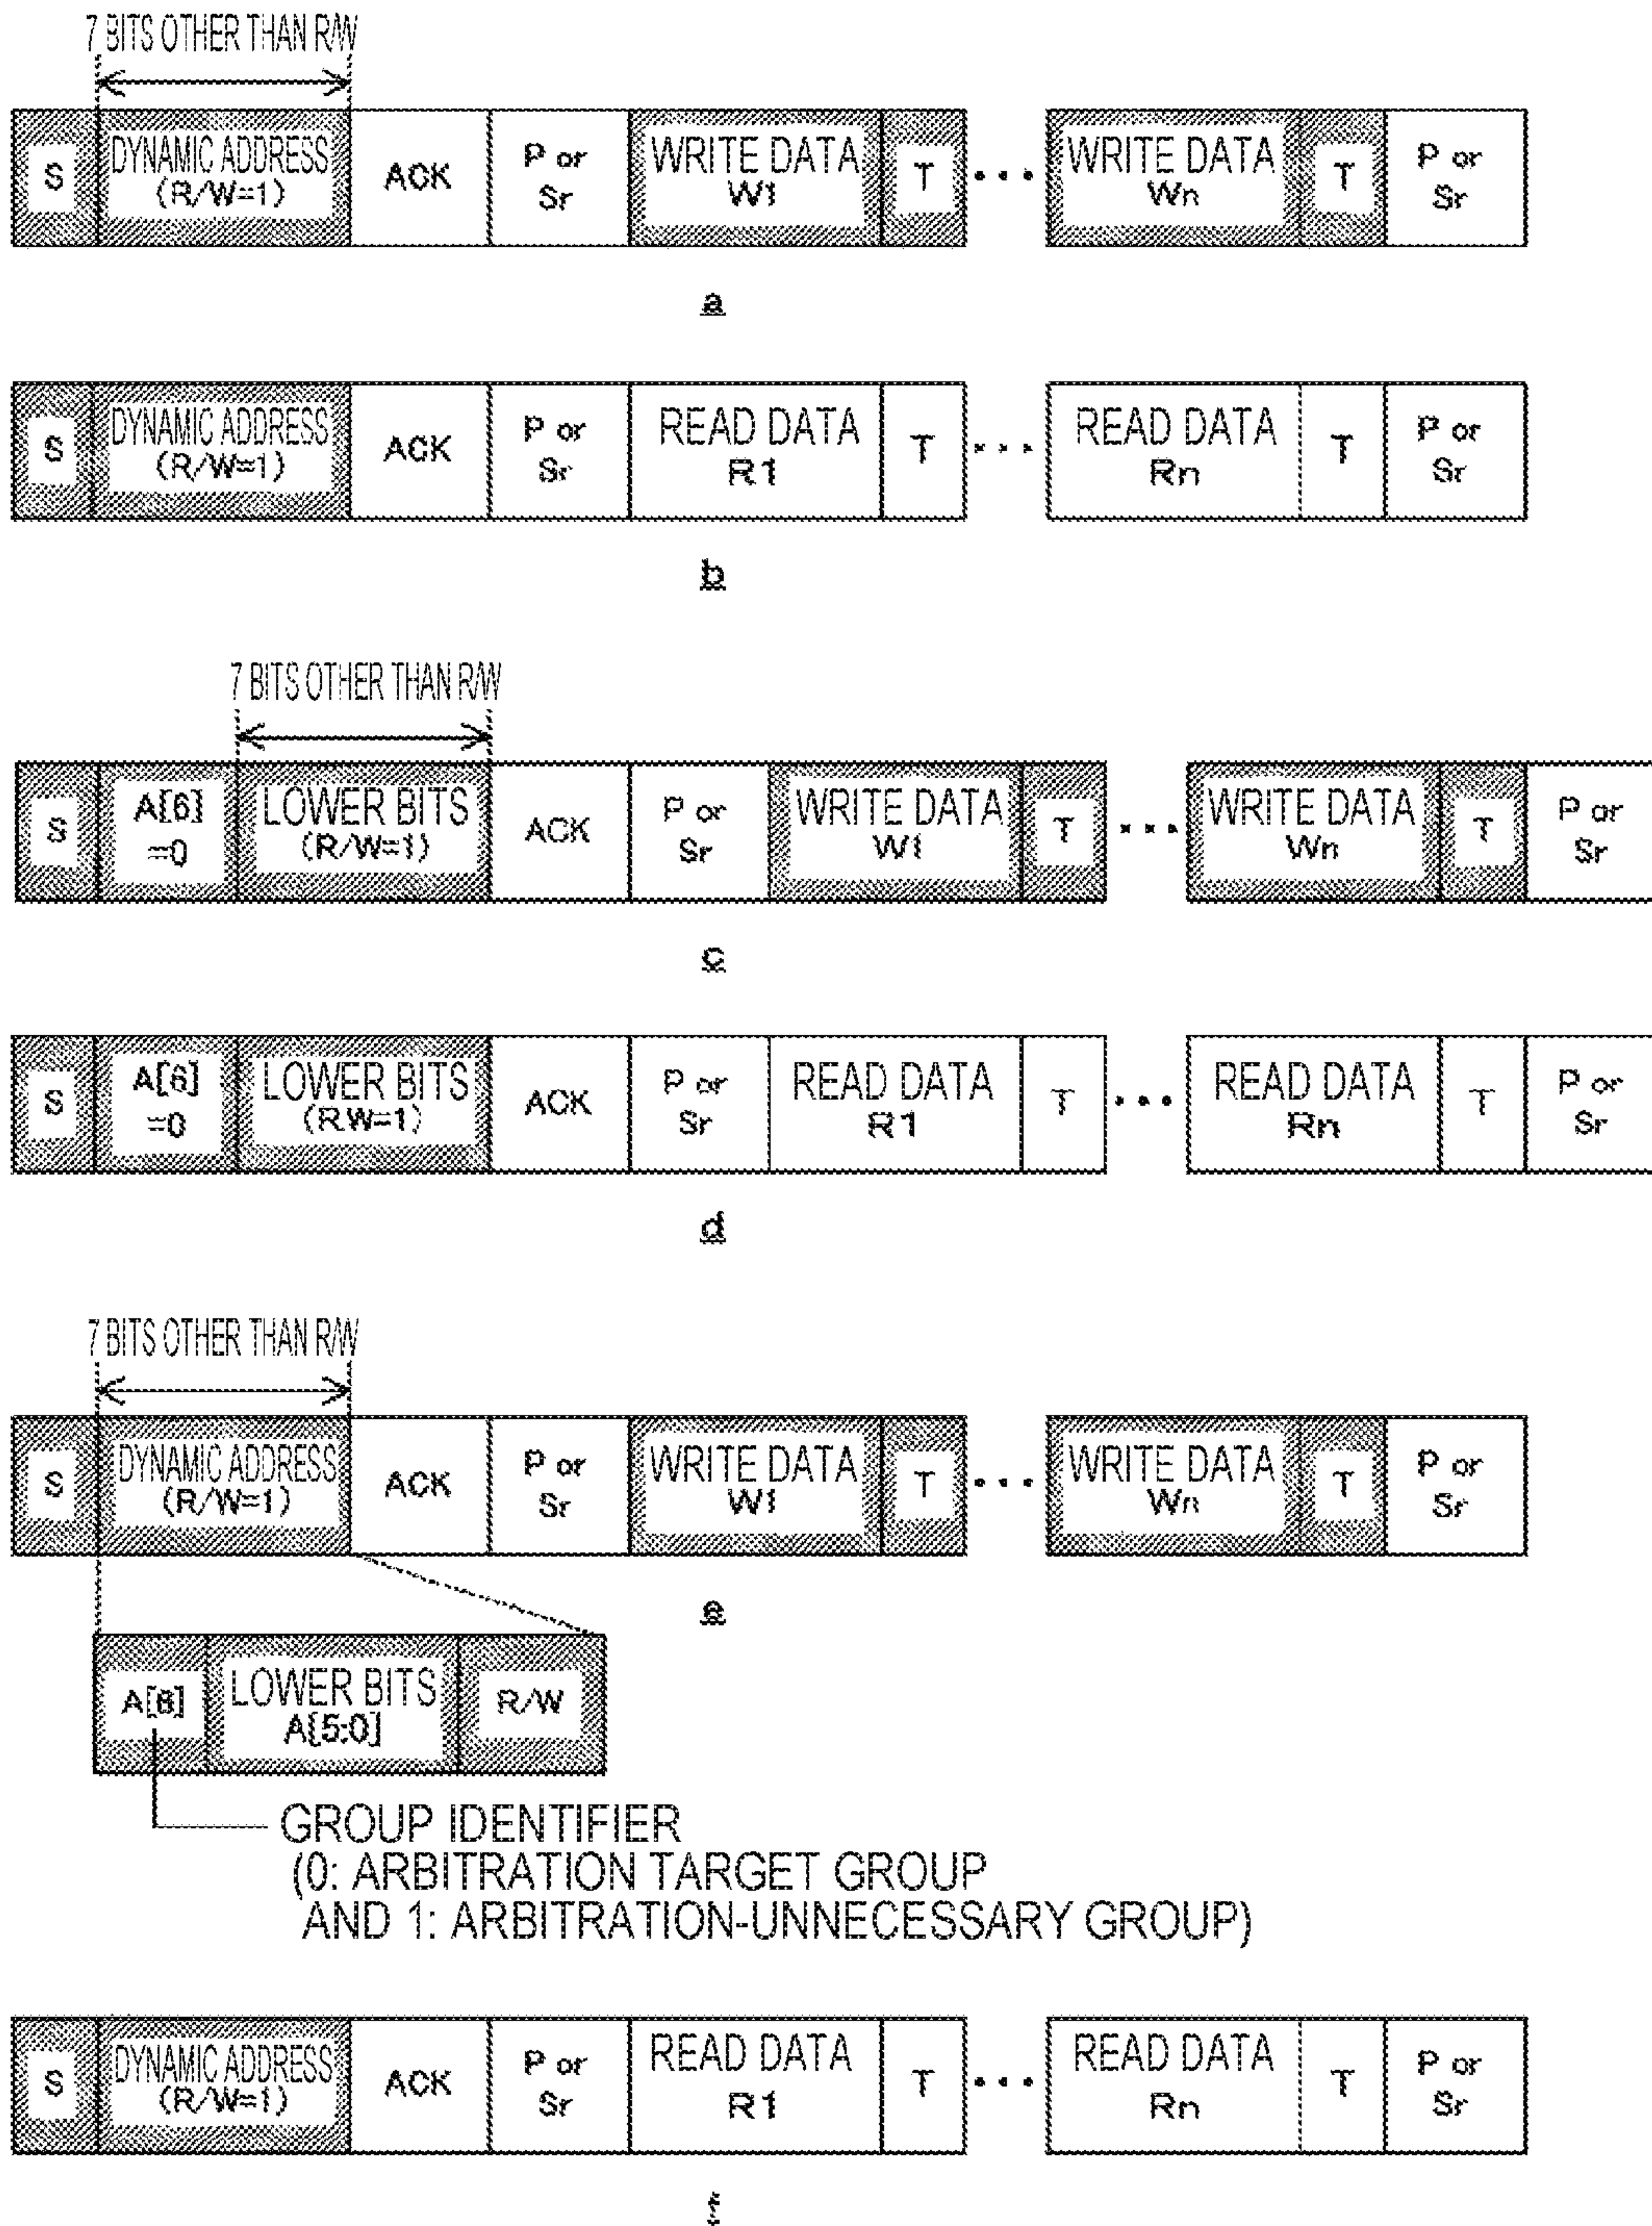 7 BITS OTHER THAN R/W
S DYNAMIC ADDRESS (R/W=1) ACK P or Sr WRITE DATA W1 T ... WRITE DATA Wn T P or Sr
a
S DYNAMIC ADDRESS (R/W=1) ACK P or Sr READ DATA R1 T ... READ DATA Rn T P or Sr
b
7 BITS OTHER THAN R/W
S A[6] =0 LOWER BITS (R/W=1) ACK P or Sr WRITE DATA W1 T ... WRITE DATA Wn T P or Sr
c
S A[6] =0 LOWER BITS (R.W=1) ACK P or Sr READ DATA R1 T ... READ DATA Rn T P or Sr
d
7 BITS OTHER THAN R/W
S DYNAMIC ADDRESS (R/W=1) ACK P or Sr WRITE DATA W1 T ... WRITE DATA Wn T P or Sr
e
A[6] LOWER BITS A[5:0] R/W
GROUP IDENTIFIER
(0: ARBITRATION TARGET GROUP
AND 1: ARBITRATION-UNNECESSARY GROUP)
S DYNAMIC ADDRESS (R/W=1) ACK P or Sr READ DATA R1 T ... READ DATA Rn T P or Sr
f